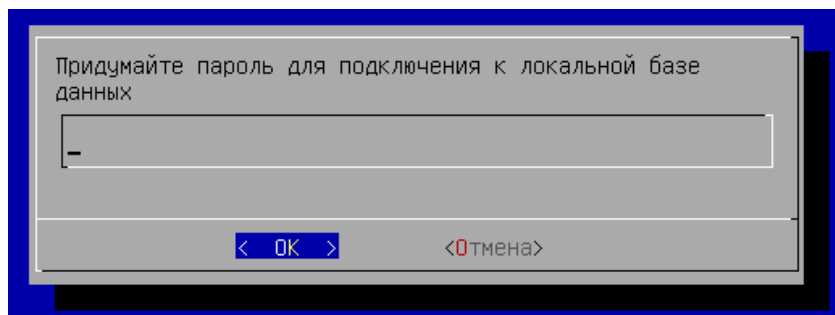 Придумайте пароль для подключения к локальной базе
данных
< OK > <Отмена>